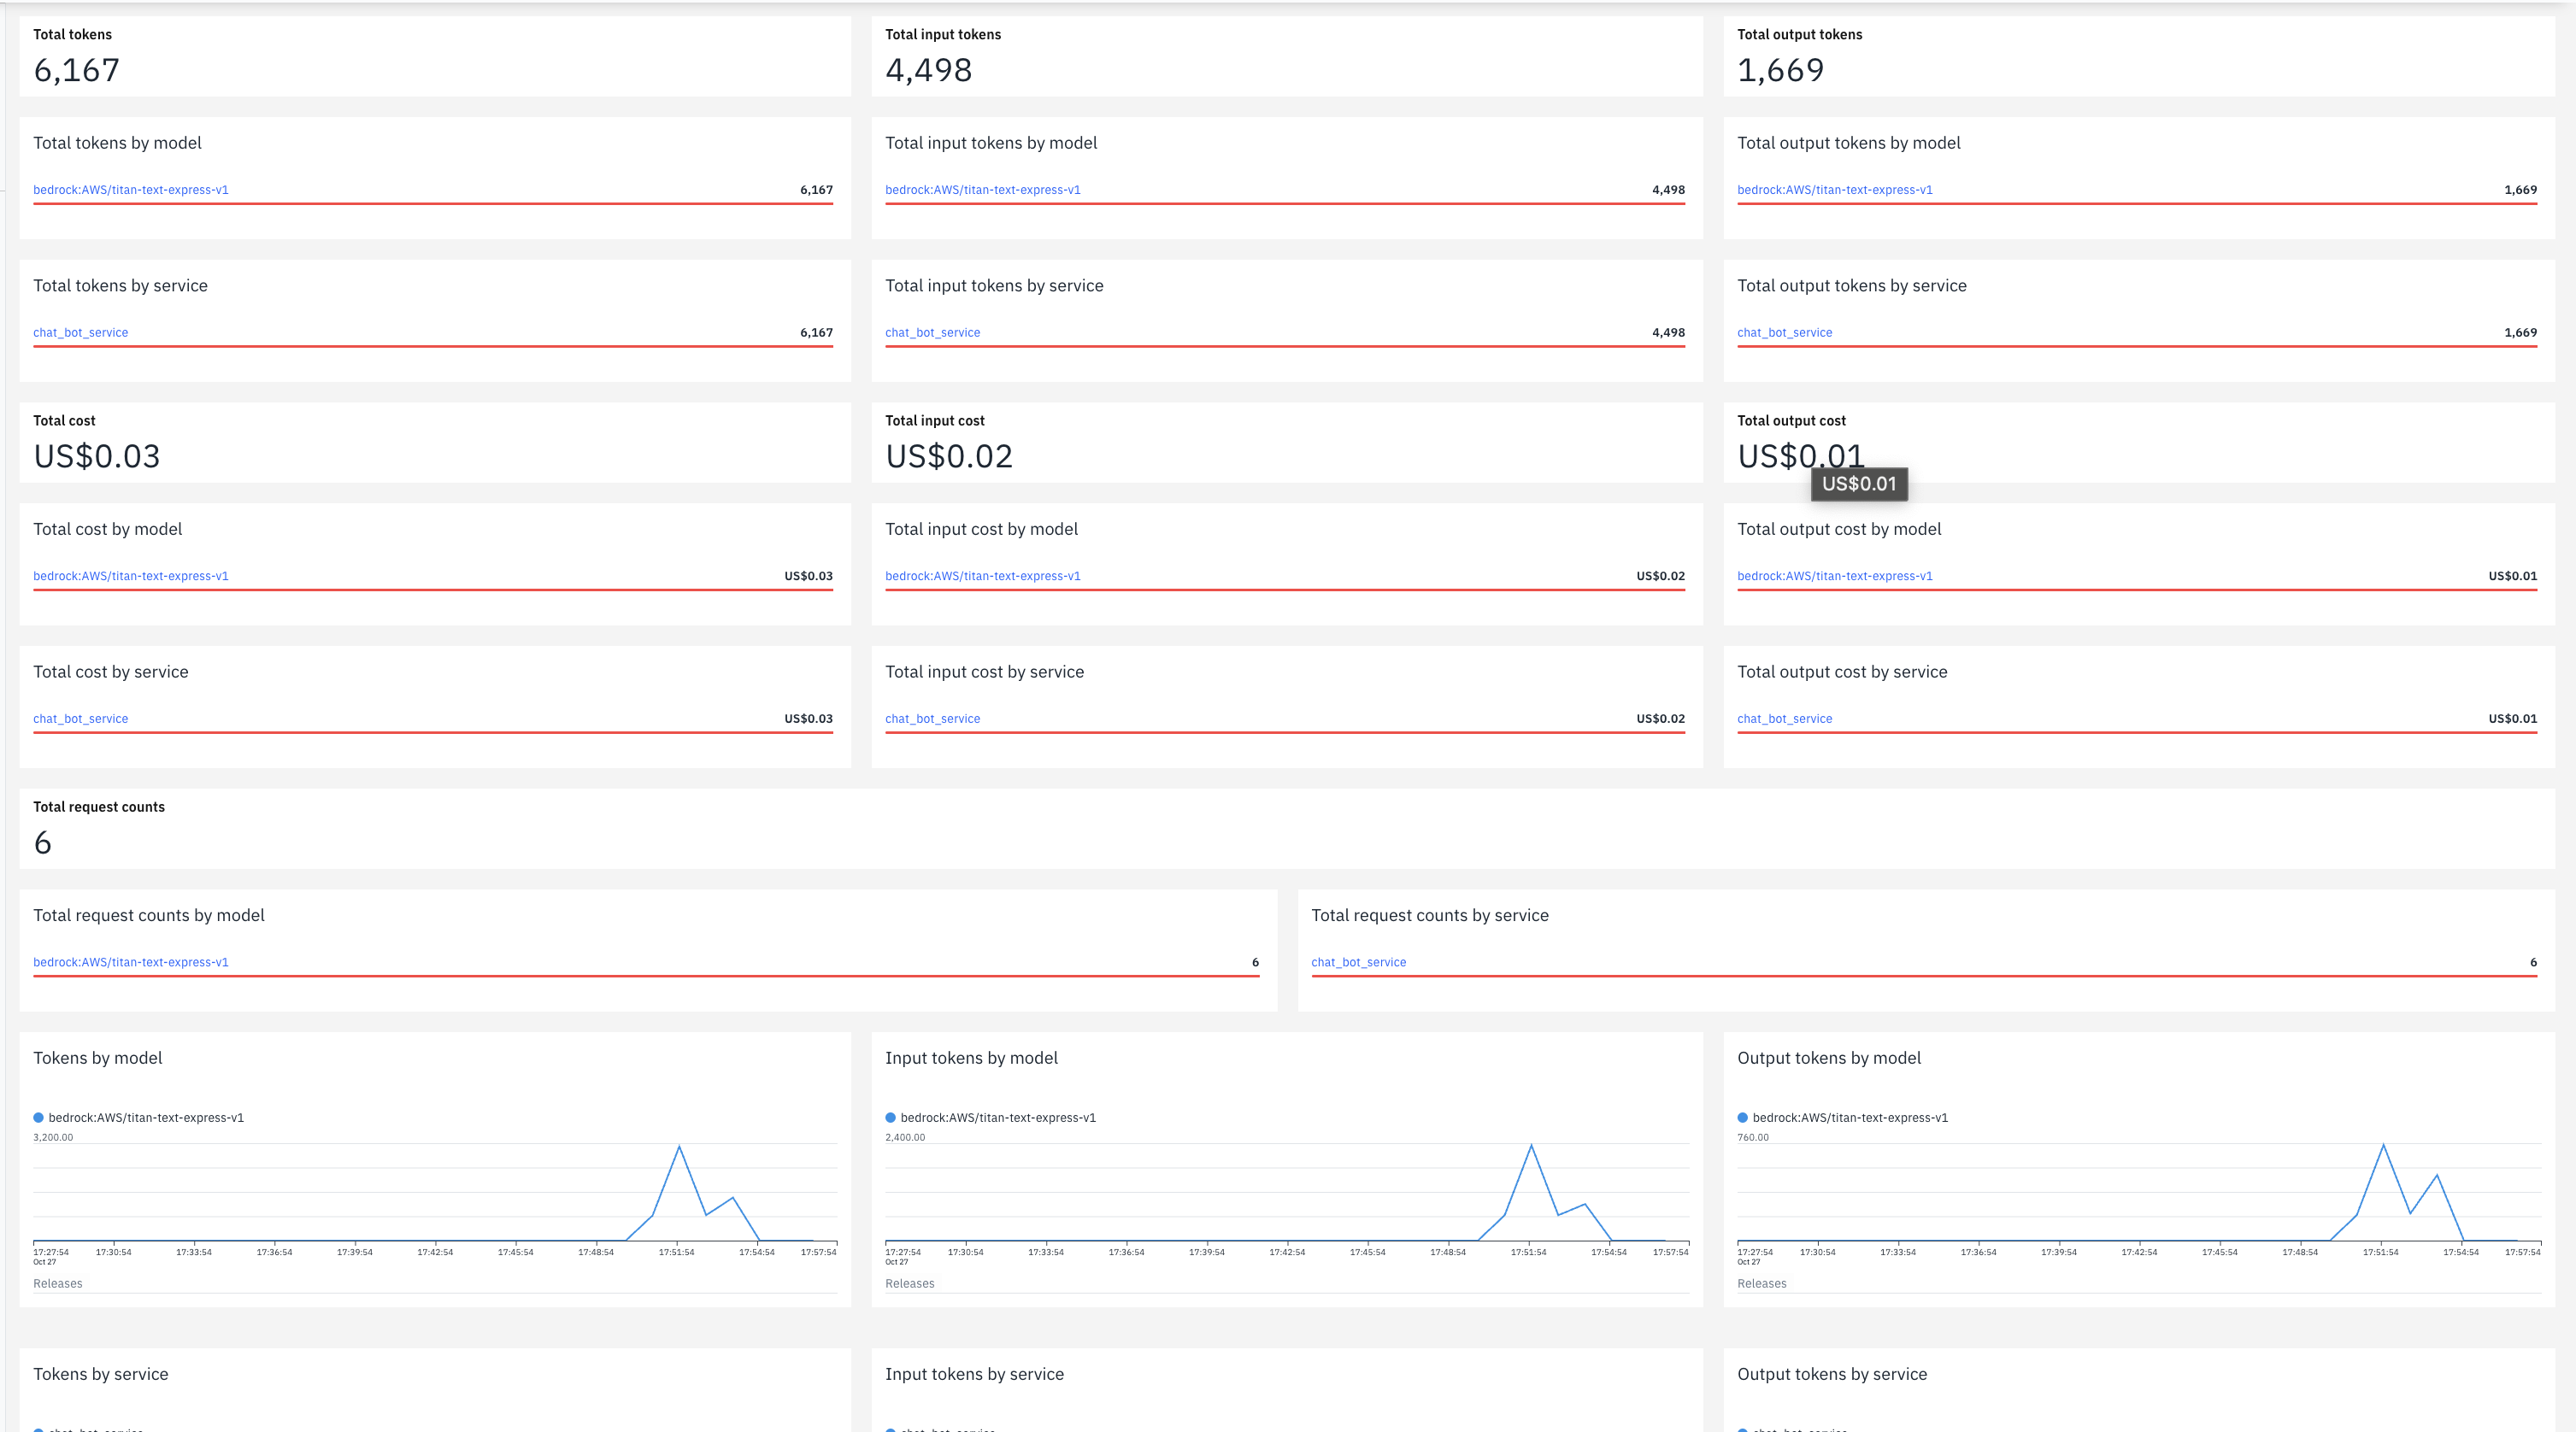 Total tokens
6,167
Total input tokens
4,498
Total output tokens
1,669
Total tokens by model
bedrock:AWS/titan-text-express-v1 6,167
Total input tokens by model
bedrock:AWS/titan-text-express-v1 4,498
Total output tokens by model
bedrock:AWS/titan-text-express-v1 1,669
Total tokens by service
chat_bot_service 6,167
Total input tokens by service
chat_bot_service 4,498
Total output tokens by service
chat_bot_service 1,669
Total cost
US$0.03
Total input cost
US$0.02
Total output cost
US$0.01
US$0.01
Total cost by model
bedrock:AWS/titan-text-express-v1 US$0.03
Total input cost by model
bedrock:AWS/titan-text-express-v1 US$0.02
Total output cost by model
bedrock:AWS/titan-text-express-v1 US$0.01
Total cost by service
chat_bot_service US$0.03
Total input cost by service
chat_bot_service US$0.02
Total output cost by service
chat_bot_service US$0.01
Total request counts
6
Total request counts by model
bedrock:AWS/titan-text-express-v1 6
Total request counts by service
chat_bot_service 6
Tokens by model
bedrock:AWS/titan-text-express-v1
3,200.00
17:27:54 17:30:54 17:33:54 17:36:54 17:39:54 17:42:54 17:45:54 17:48:54 17:51:54 17:54:54 17:57:54
Oct 27
Releases
Input tokens by model
bedrock:AWS/titan-text-express-v1
2,400.00
17:27:54 17:30:54 17:33:54 17:36:54 17:39:54 17:42:54 17:45:54 17:48:54 17:51:54 17:54:54 17:57:54
Oct 27
Releases
Output tokens by model
bedrock:AWS/titan-text-express-v1
760.00
17:27:54 17:30:54 17:33:54 17:36:54 17:39:54 17:42:54 17:45:54 17:48:54 17:51:54 17:54:54 17:57:54
Oct 27
Releases
Tokens by service
Input tokens by service
Output tokens by service